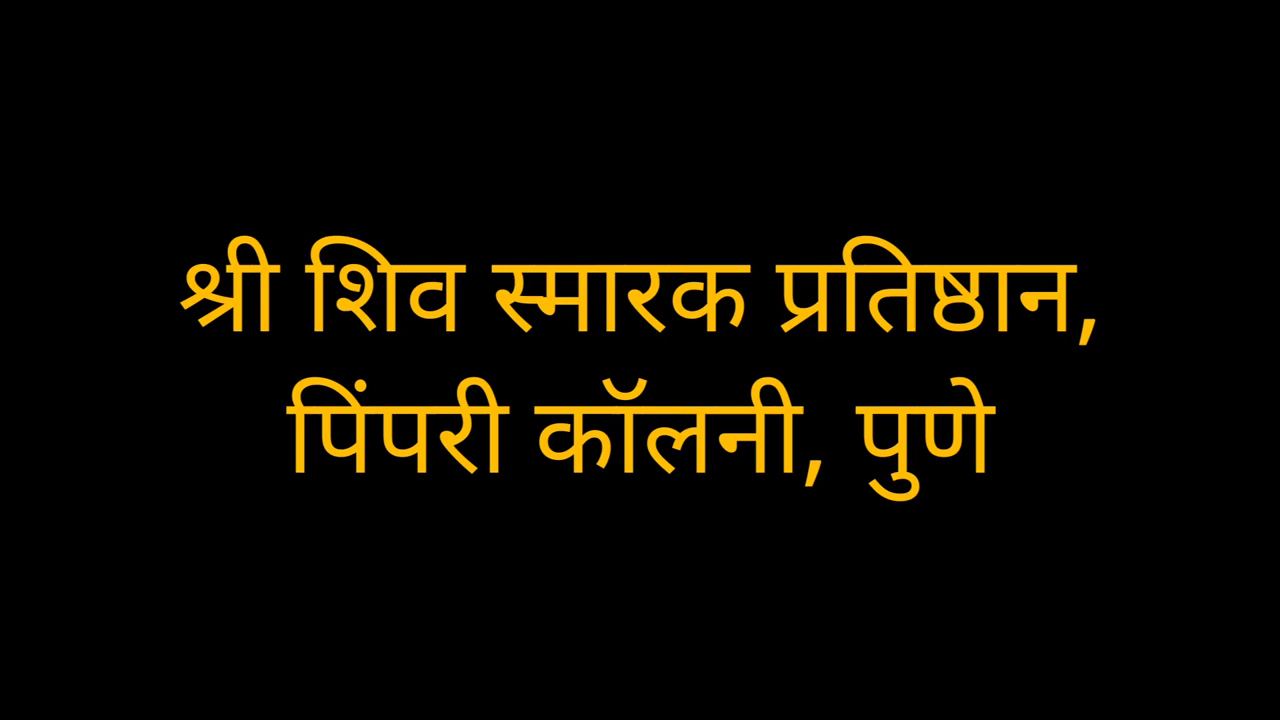 श्री शिव स्मारक प्रतिष्ठान,
पिंपरी कॉलनी, पुणे